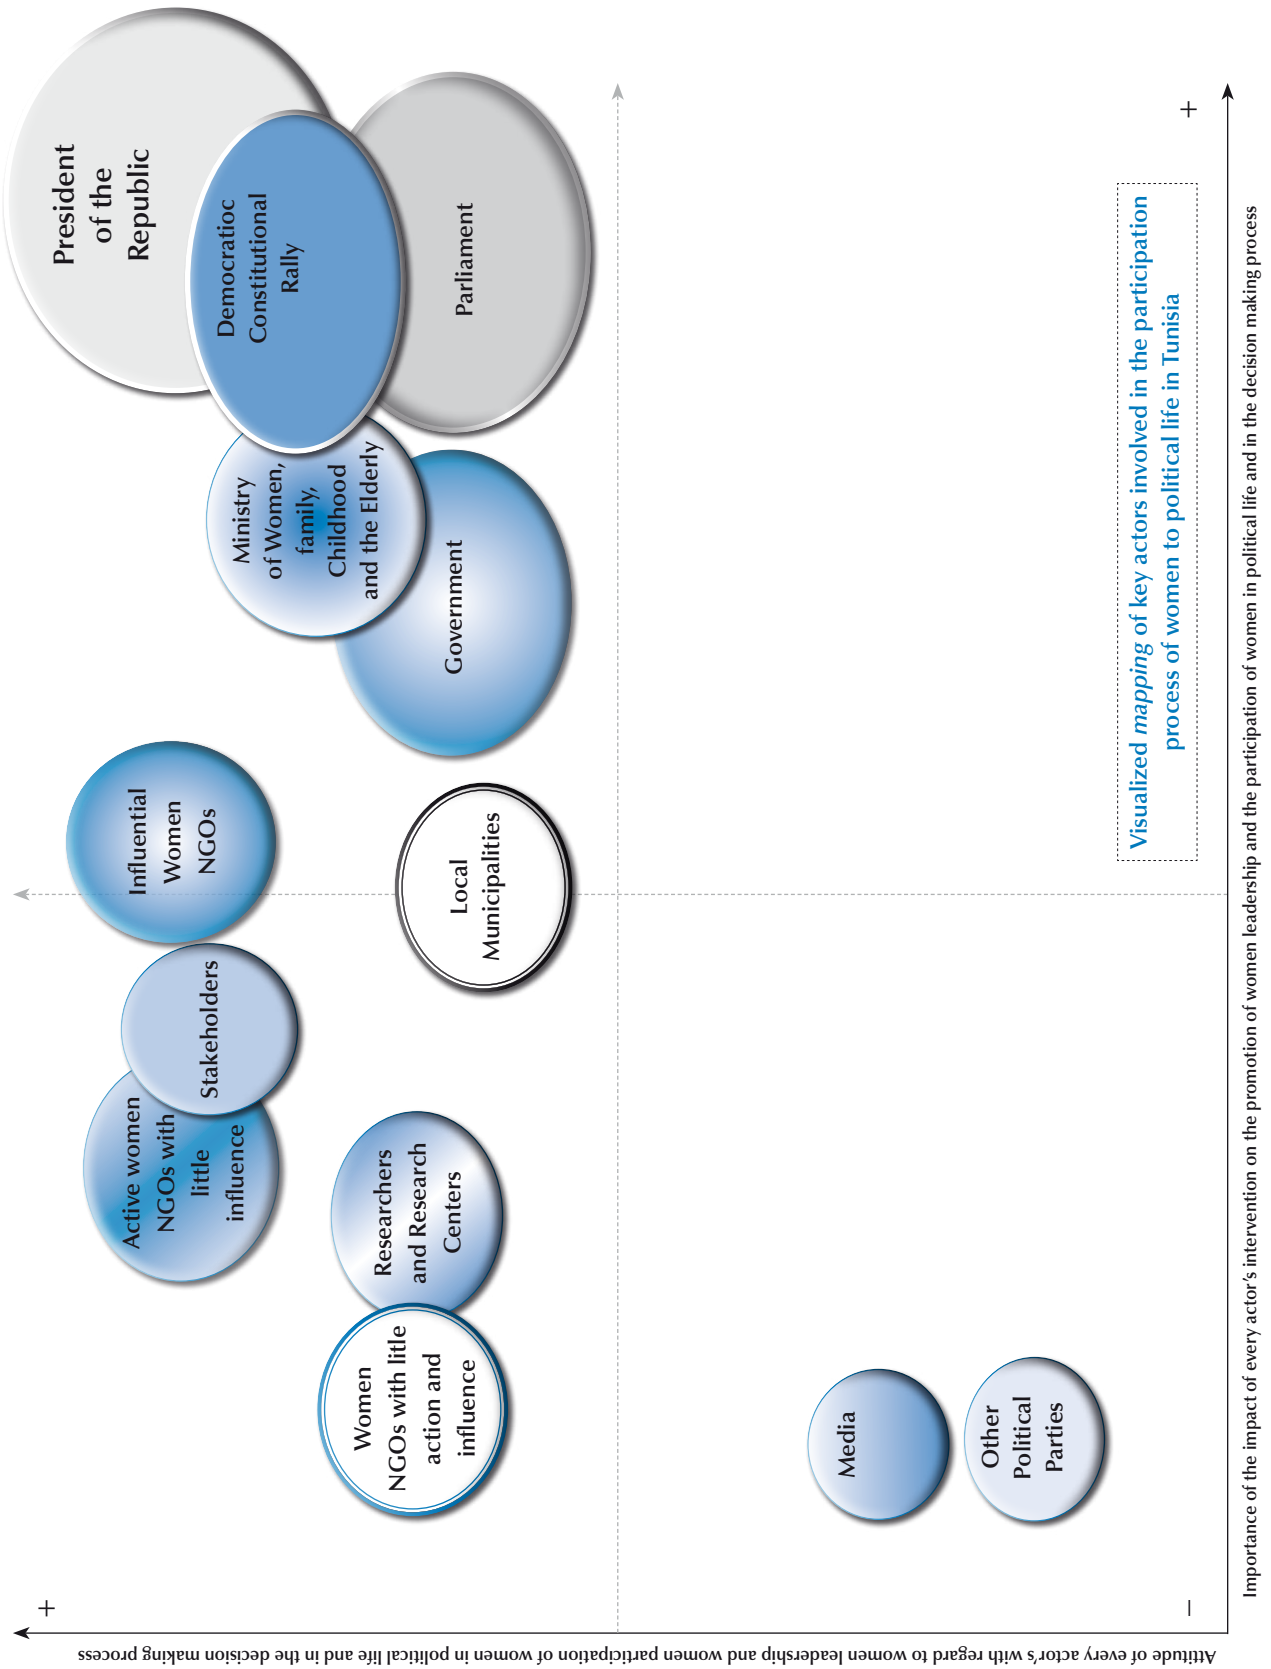 President
of the
Republic
Democratioc
Constitutional
Rally
Parliament
Ministry
of Women,
family,
Childhood
and the Elderly
Government
Influential
Women
NGOs
Local
Municipalities
Stakeholders
Active women
NGOs with
little
influence
Researchers
and Research
Centers
Women
NGOs with litle
action and
influence
Media
Other
Political
Parties
Visualized mapping of key actors involved in the participation
process of women to political life in Tunisia
+
+
–
Attitude of every actor's with regard to women leadership and women participation of women in political life and in the decision making process
Importance of the impact of every actor's intervention on the promotion of women leadership and the participation of women in political life and in the decision making process